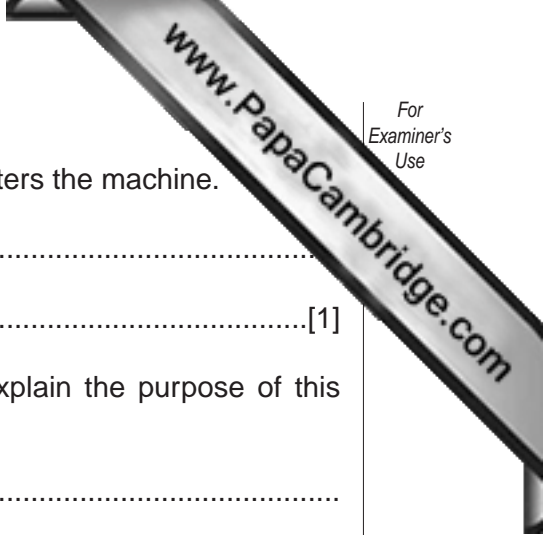 www.PapaCambridge.com
For
Examiner's
Use
ters the machine.
....................................................
....................................................[1]
xplain the purpose of this
....................................................